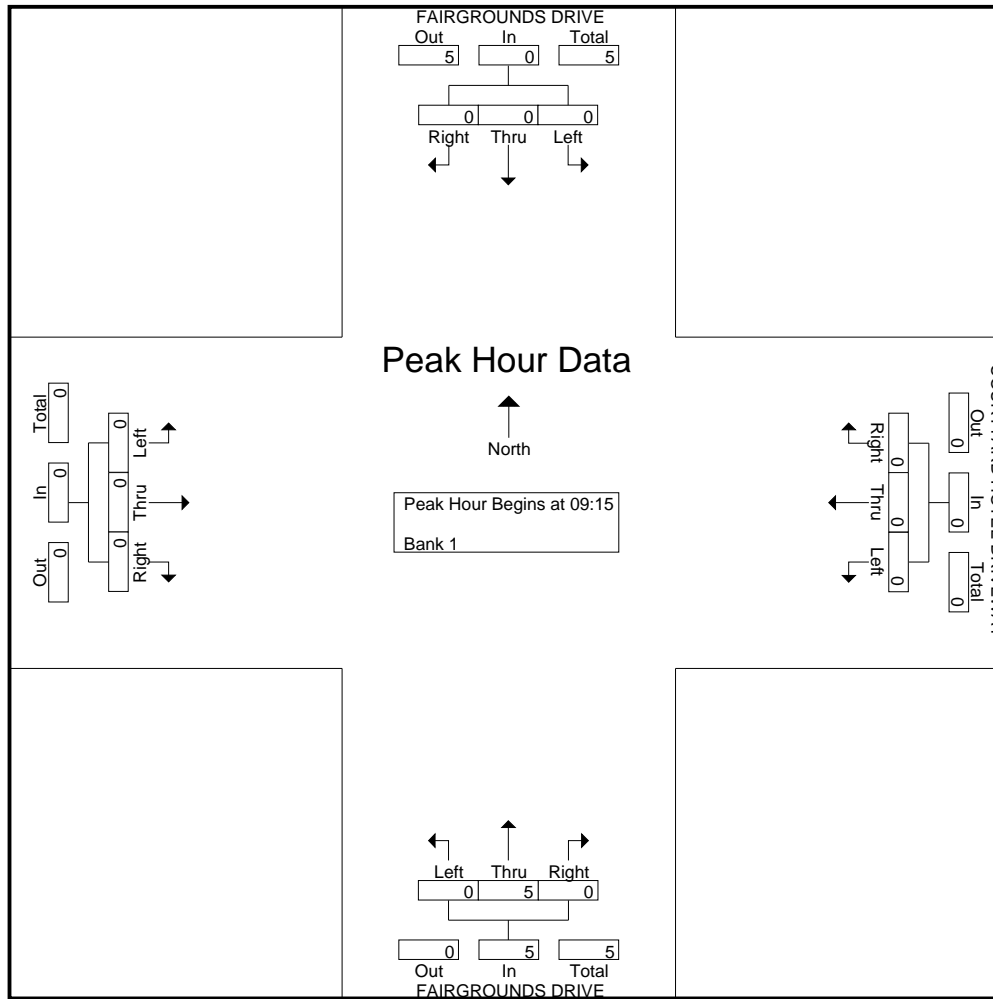 FAIRGROUNDS DRIVE
Out In Total
5 0 5
0 0 0
Right Thru Left
Peak Hour Data
North
Peak Hour Begins at 09:15
Bank 1
Total In Out
0 0 0
0 0 0
Left Thru Right
Right Thru Left
0 0 0
0 0 0
Out In Total
Left Thru Right
0 5 0
0 5 5
Out In Total
FAIRGROUNDS DRIVE